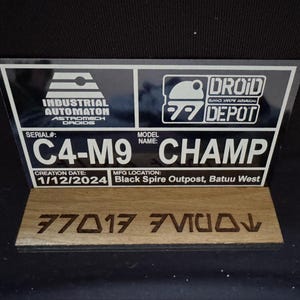 INDUSTRIAL
AUTOMATON
ASTROMECH
DROIDS
DROID
DEPOT
SERIAL#:
C4-M9
MODEL
NAME:
CHAMP
CREATION DATE:
1/12/2024
MFG LOCATION:
Black Spire Outpost, Batuu West